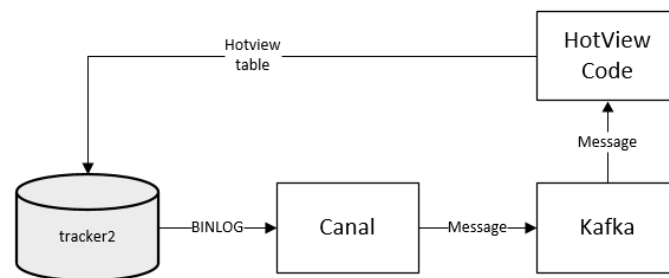 Hotview
table
HotView
Code
Message
tracker2
BINLOG
Canal
Message
Kafka